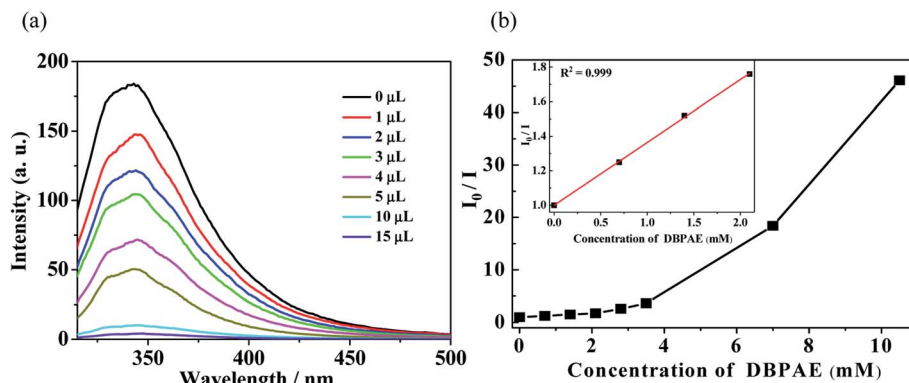 (a)
(b)
200
150
100
50
0
Intensity (a. u.)
0 µL
1 µL
2 µL
3 µL
4 µL
5 µL
10 µL
15 µL
350
400
450
500
Wavelength / nm
50
40
30
20
10
0
I₀ / I
R² = 0.999
1.8
1.6
1.4
1.2
1.0
I₀ / I
0.0
0.5
1.0
1.5
2.0
Concentration of DBPAE (mM)
0
2
4
6
8
10
Concentration of DBPAE (mM)